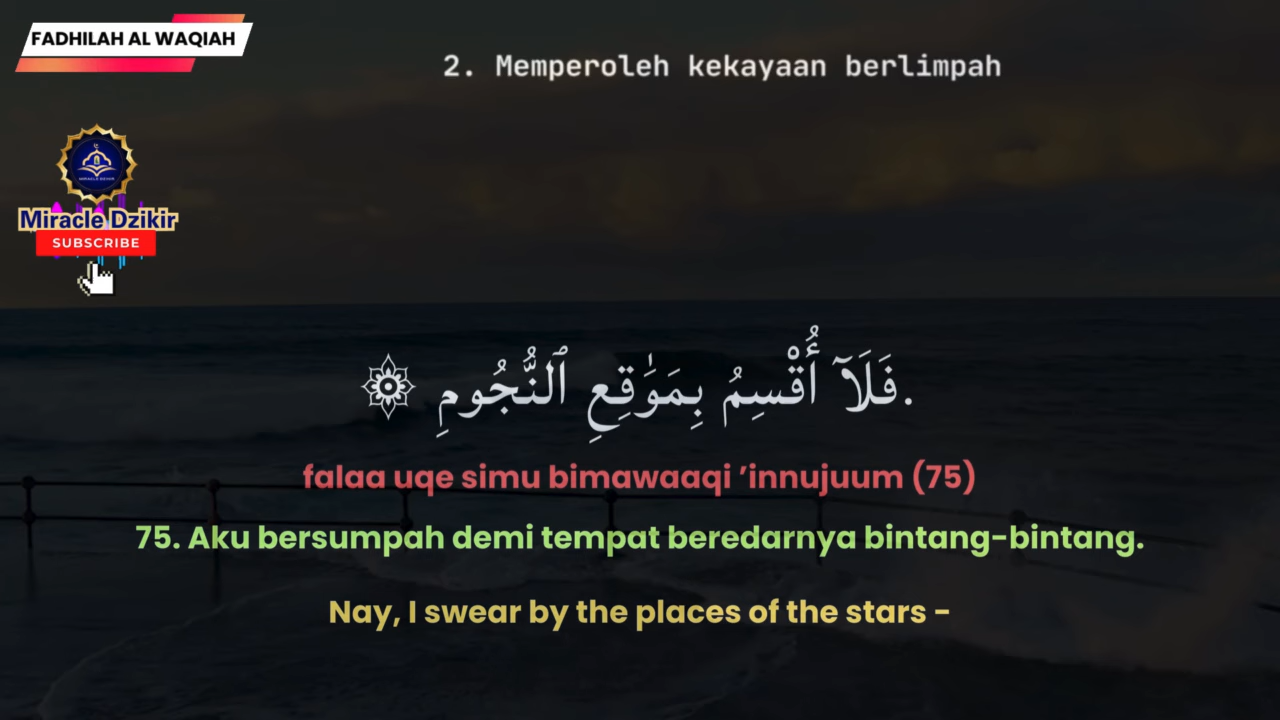 FADHILAH AL WAQIAH
2. Memperoleh kekayaan berlimpah
Miracle Dzikir
SUBSCRIBE
فَلَآ أُقْسِمُ بِمَوَٰقِعِ ٱلنُّجُومِ.
falaa uqe simu bimawaaqi ’innujuum (75)
75. Aku bersumpah demi tempat beredarnya bintang-bintang.
Nay, I swear by the places of the stars -